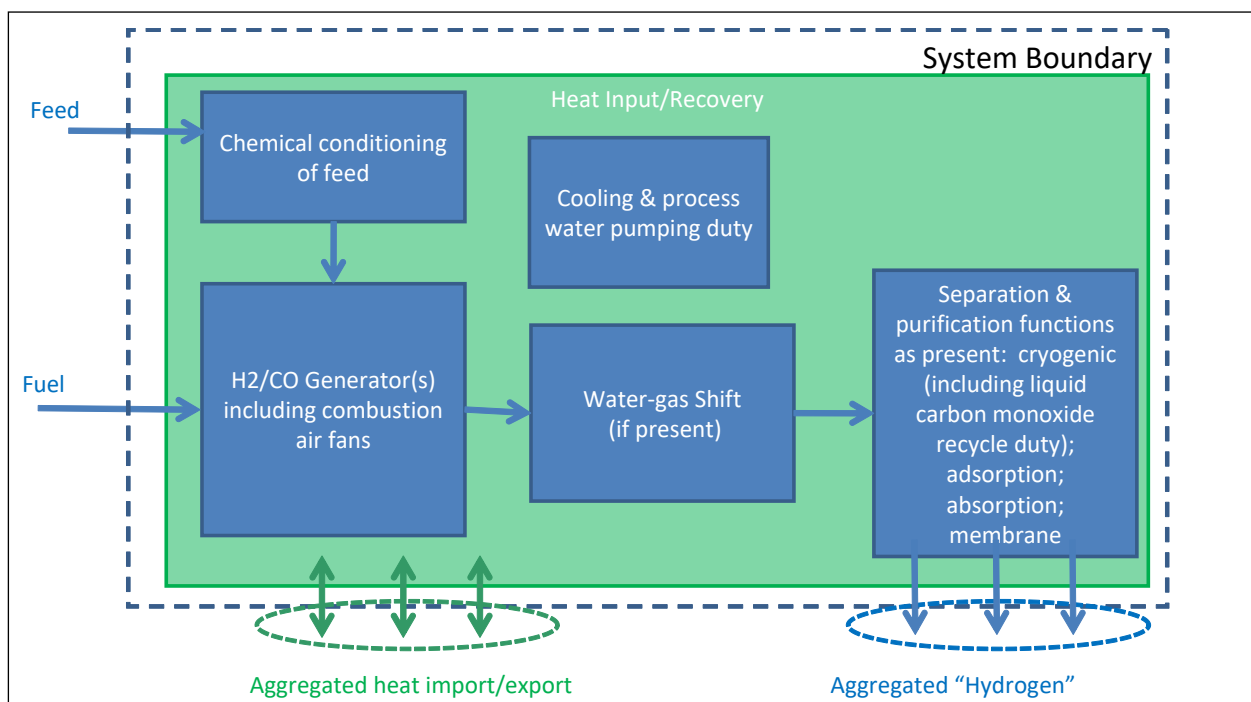 System Boundary
Heat Input/Recovery
Feed
Chemical conditioning
of feed
Cooling & process
water pumping duty
Fuel
H2/CO Generator(s)
including combustion
air fans
Water-gas Shift
(if present)
Separation &
purification functions
as present:  cryogenic
(including liquid
carbon monoxide
recycle duty);
adsorption;
absorption;
membrane
Aggregated heat import/export
Aggregated “Hydrogen”